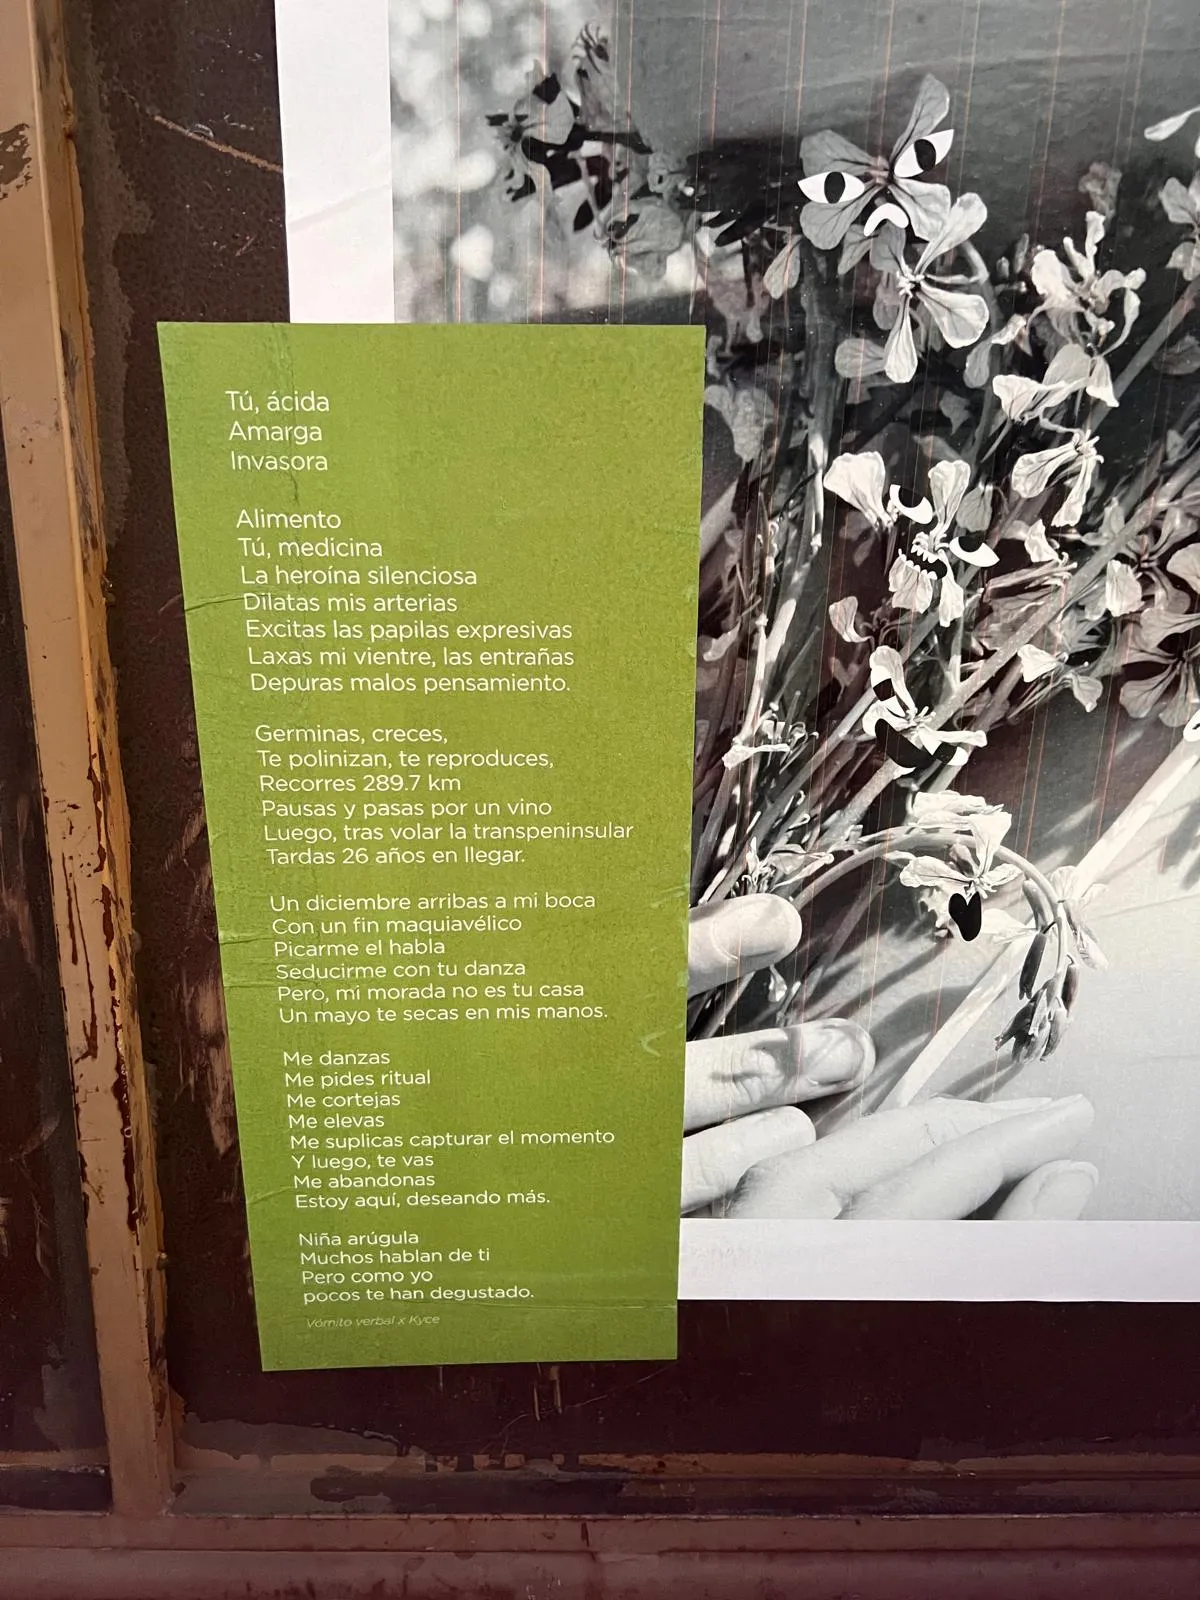 Tú, ácida
Amarga
Invasora
Alimento
Tú, medicina
La heroína silenciosa
Dilatas mis arterias
Excitas las papilas expresivas
Laxas mi vientre, las entrañas
Depuras malos pensamiento.
Germinas, creces,
Te polinizan, te reproduces,
Recorres 289.7 km
Pausas y pasas por un vino
Luego, tras volar la transpeninsular
Tardas 26 años en llegar.
Un diciembre arribas a mi boca
Con un fin maquiavélico
Picarme el habla
Seducirme con tu danza
Pero, mi morada no es tu casa
Un mayo te secas en mis manos.
Me danzas
Me pides ritual
Me cortejas
Me elevas
Me suplicas capturar el momento
Y luego, te vas
Me abandonas
Estoy aquí, deseando más.
Niña arúgula
Muchos hablan de ti
Pero como yo
pocos te han degustado.
Vómito verbal x Kyce